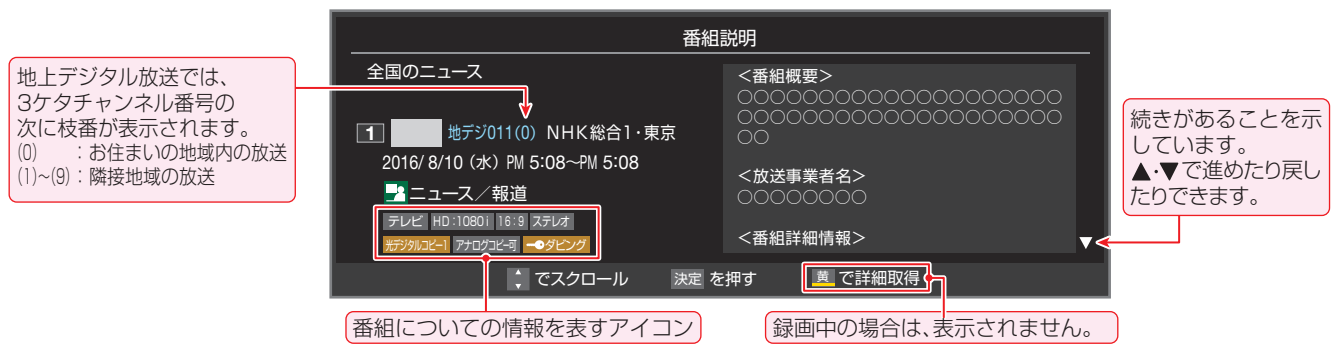 地上デジタル放送では、
3ケタチャンネル番号の
次に枝番が表示されます。
(0)　　：お住まいの地域内の放送
(1)~(9)：隣接地域の放送
番組説明
全国のニュース
1 地デジ011(0) NHK総合1・東京
2016/ 8/10 (水) PM 5:08～PM 5:08
ニュース／報道
テレビ HD:1080i 16:9 ステレオ
光デジタルコピー1 アナログコピー可 ダビング
＜番組概要＞
○○○○○○○○○○○○○○○○○○○○
○○○○○○○○○○○○○○○○○○○○
○○
＜放送事業者名＞
○○○○○○○○
＜番組詳細情報＞
▼
でスクロール 決定 を押す 黄 で詳細取得
続きがあることを示
しています。
▲・▼で進めたり戻し
たりできます。
番組についての情報を表すアイコン
録画中の場合は、表示されません。